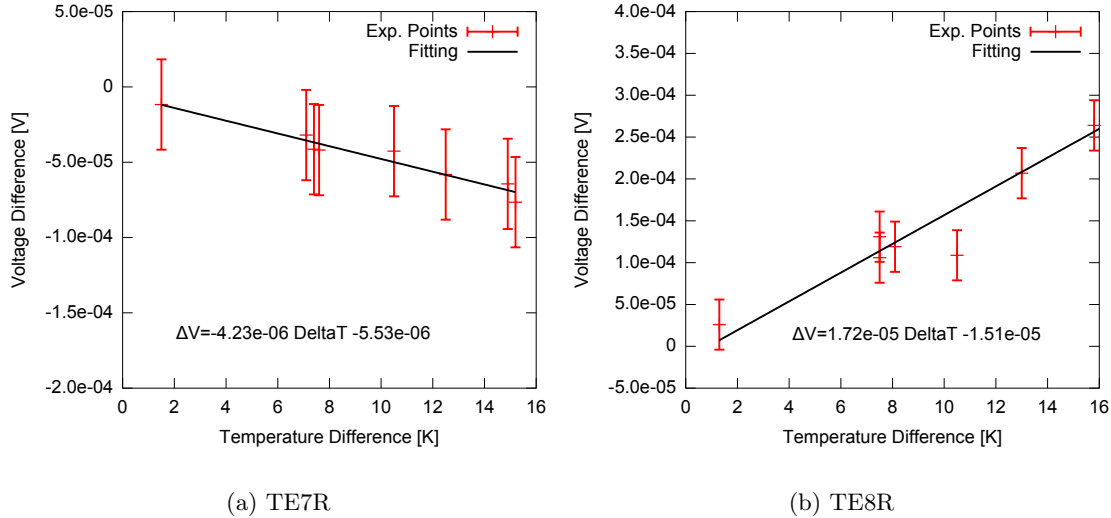 5.0e-05
0
-5.0e-05
-1.0e-04
-1.5e-04
-2.0e-04
0 2 4 6 8 10 12 14 16
Voltage Difference [V]
Temperature Difference [K]
Exp. Points
Fitting
ΔV=-4.23e-06 DeltaT -5.53e-06
(a) TE7R
4.0e-04
3.5e-04
3.0e-04
2.5e-04
2.0e-04
1.5e-04
1.0e-04
5.0e-05
0
-5.0e-05
0 2 4 6 8 10 12 14 16
Voltage Difference [V]
Temperature Difference [K]
Exp. Points
Fitting
ΔV=1.72e-05 DeltaT -1.51e-05
(b) TE8R